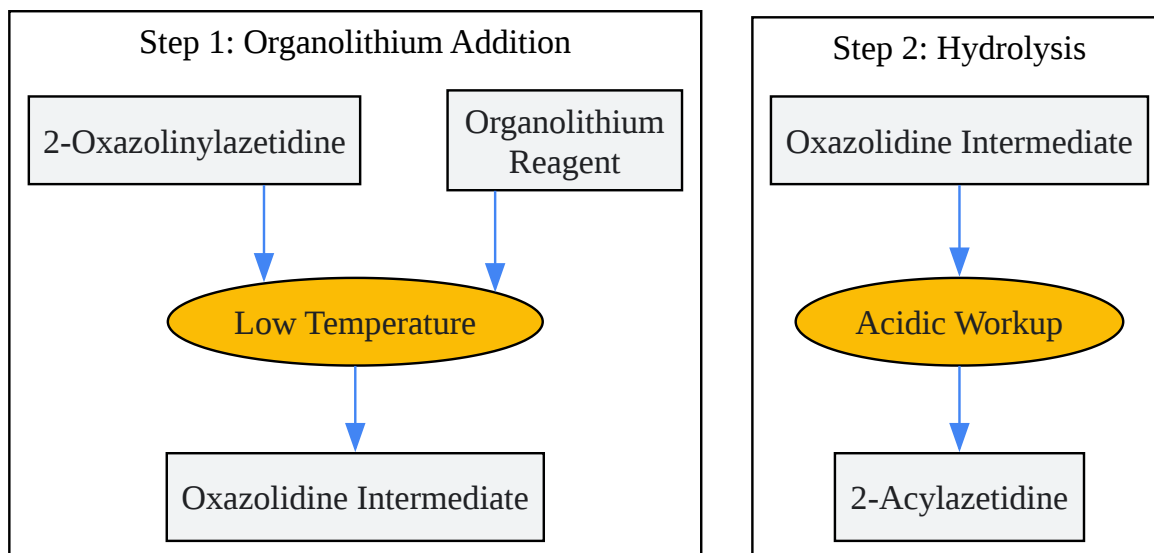 Step 1: Organolithium Addition
2-Oxazolinylazetidine
Organolithium
Reagent
Low Temperature
Oxazolidine Intermediate
Step 2: Hydrolysis
Oxazolidine Intermediate
Acidic Workup
2-Acylazetidine